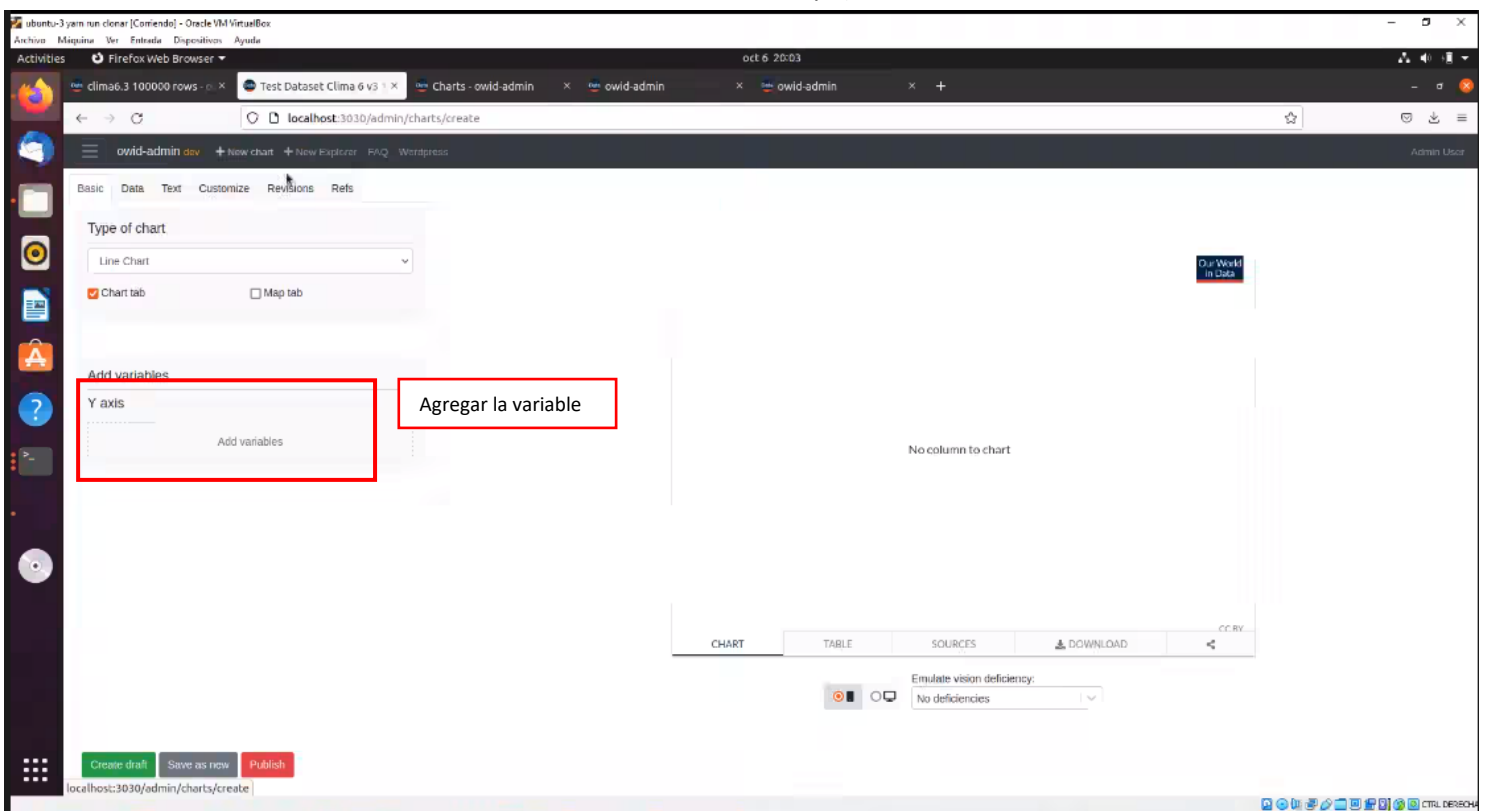 ubuntu-3 yarn run clonar [Corriendo] - Oracle VM VirtualBox
Archivo Máquina Ver Entrada Dispositivos Ayuda
Activities Firefox Web Browser oct 6 20:03
clima6.3 100000 rows - Test Dataset Clima 6 v3 Charts - owid-admin owid-admin owid-admin
localhost:3030/admin/charts/create
owid-admin dev + New chart + New Explorer FAQ Wordpress Admin User
Basic Data Text Customize Revisions Refs
Type of chart
Line Chart
Our World
in Data
Chart tab Map tab
Add variables
Y axis
Agregar la variable
Add variables
No column to chart
CC BY
CHART TABLE SOURCES DOWNLOAD
Emulate vision deficiency:
No deficiencies
Create draft Save as new Publish
localhost:3030/admin/charts/create
CTRL DERECHA